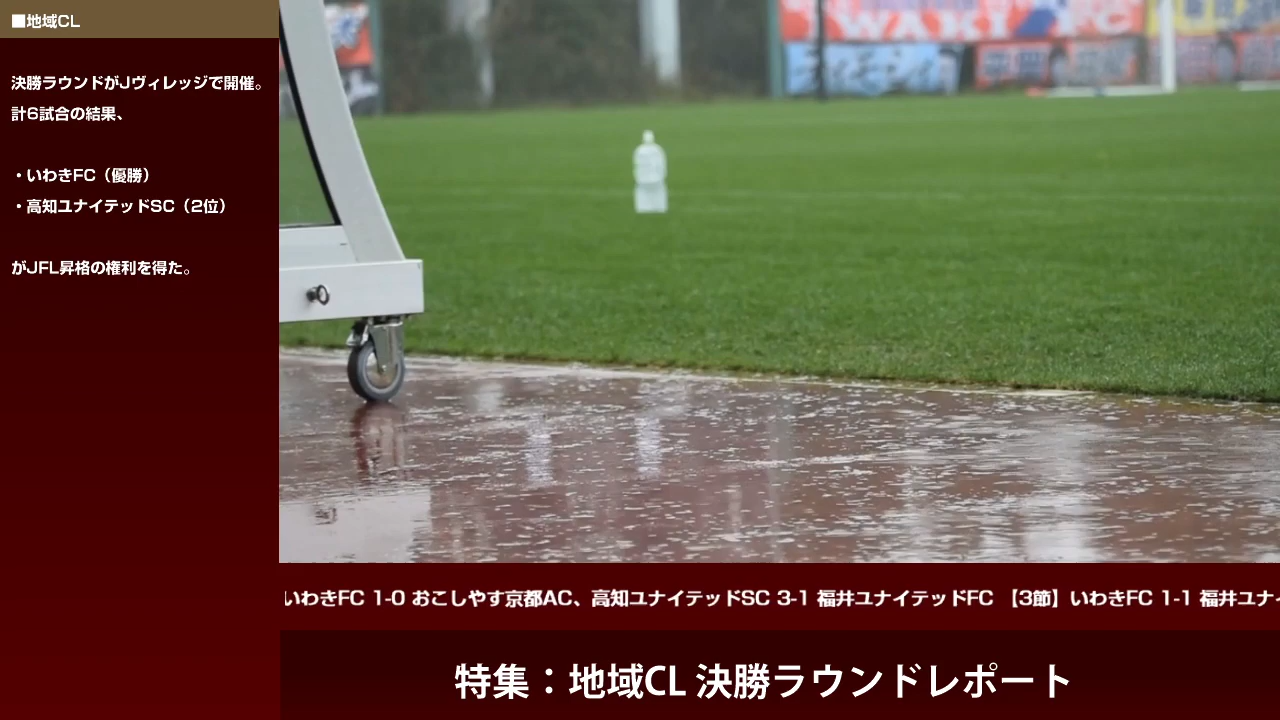 ■地域CL
決勝ラウンドがJヴィレッジで開催。
計6試合の結果、
・いわきFC（優勝）
・高知ユナイテッドSC（2位）
がJFL昇格の権利を得た。
IWAKI FC
いわきFC 1-0 おこしやす京都AC、高知ユナイテッドSC 3-1 福井ユナイテッドFC 【3節】いわきFC 1-1 福井ユナイ
特集：地域CL 決勝ラウンドレポート